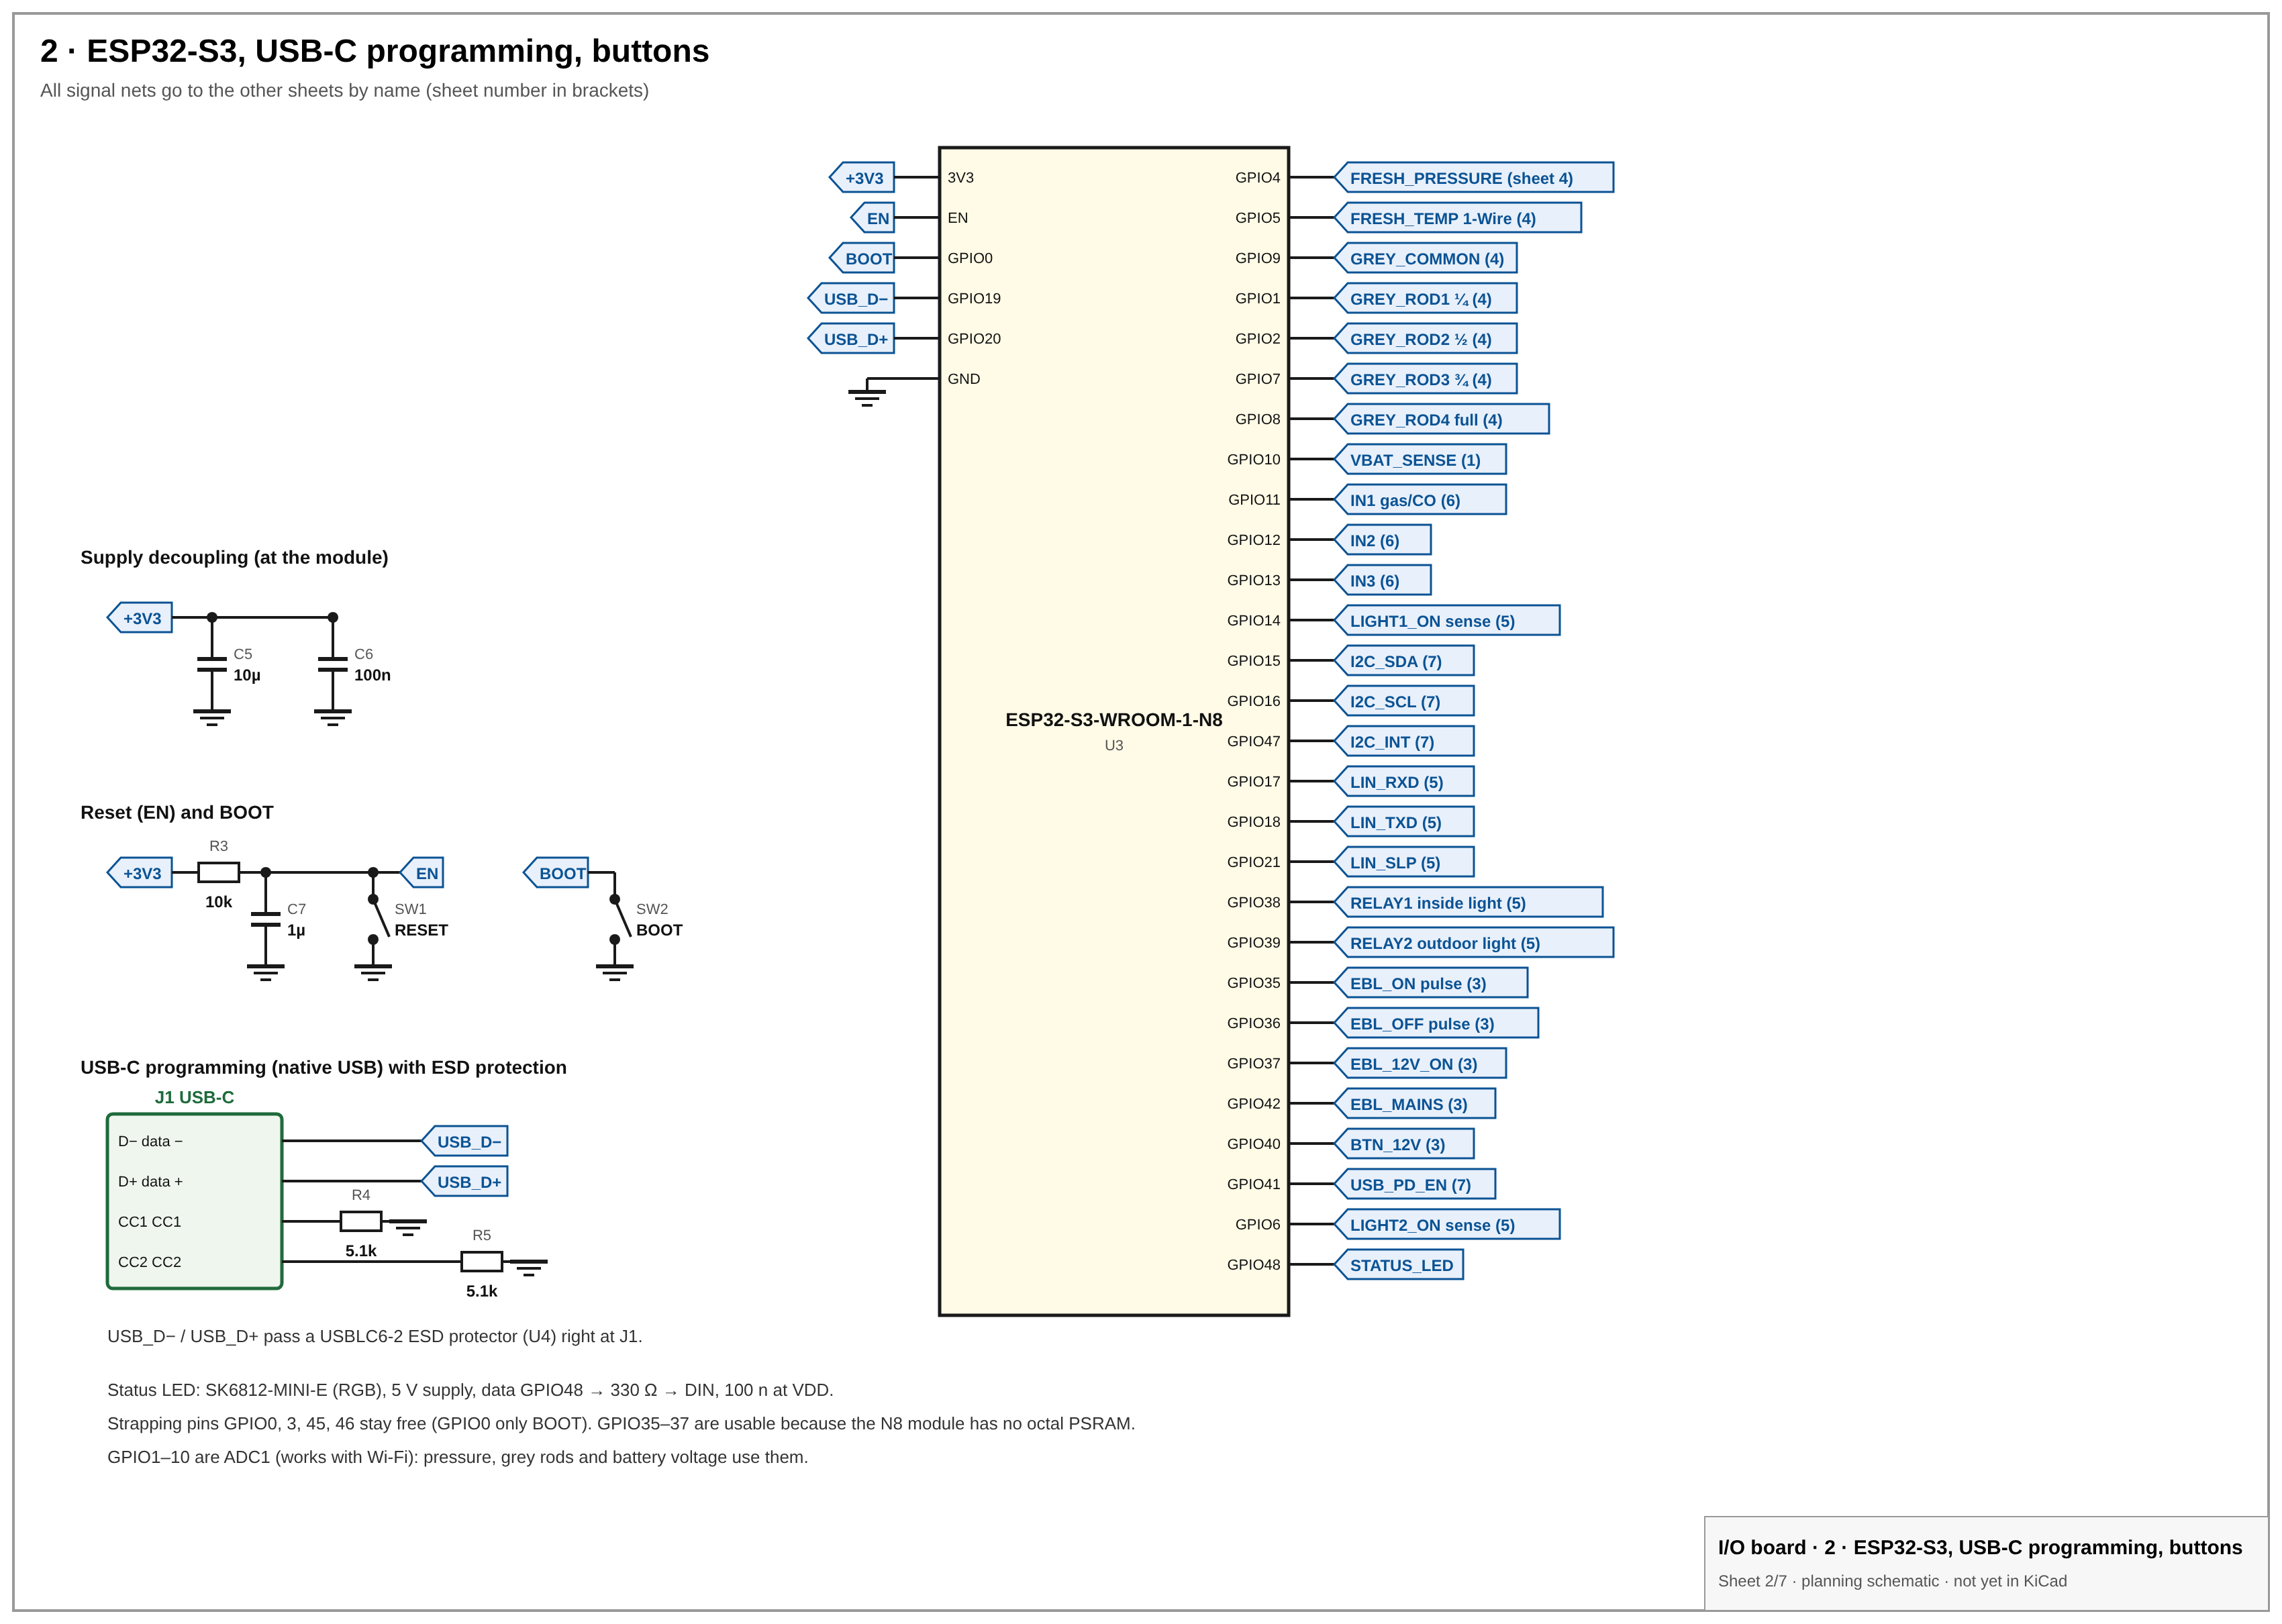 2 · ESP32-S3, USB-C programming, buttons
All signal nets go to the other sheets by name (sheet number in brackets)
+3V3 3V3 GPIO4 FRESH_PRESSURE (sheet 4)
EN EN GPIO5 FRESH_TEMP 1-Wire (4)
BOOT GPIO0 GPIO9 GREY_COMMON (4)
USB_D− GPIO19 GPIO1 GREY_ROD1 ¼ (4)
USB_D+ GPIO20 GPIO2 GREY_ROD2 ½ (4)
GND GPIO7 GREY_ROD3 ¾ (4)
GPIO8 GREY_ROD4 full (4)
GPIO10 VBAT_SENSE (1)
GPIO11 IN1 gas/CO (6)
GPIO12 IN2 (6)
GPIO13 IN3 (6)
GPIO14 LIGHT1_ON sense (5)
GPIO15 I2C_SDA (7)
GPIO16 I2C_SCL (7)
ESP32-S3-WROOM-1-N8
U3
GPIO47 I2C_INT (7)
GPIO17 LIN_RXD (5)
GPIO18 LIN_TXD (5)
GPIO21 LIN_SLP (5)
GPIO38 RELAY1 inside light (5)
GPIO39 RELAY2 outdoor light (5)
GPIO35 EBL_ON pulse (3)
GPIO36 EBL_OFF pulse (3)
GPIO37 EBL_12V_ON (3)
GPIO42 EBL_MAINS (3)
GPIO40 BTN_12V (3)
GPIO41 USB_PD_EN (7)
GPIO6 LIGHT2_ON sense (5)
GPIO48 STATUS_LED
Supply decoupling (at the module)
+3V3
C5 C6
10µ 100n
Reset (EN) and BOOT
R3
+3V3 EN BOOT
10k C7 SW1 SW2
1µ RESET BOOT
USB-C programming (native USB) with ESD protection
J1 USB-C
D− data − USB_D−
D+ data + USB_D+
R4
CC1 CC1
5.1k R5
CC2 CC2
5.1k
USB_D− / USB_D+ pass a USBLC6-2 ESD protector (U4) right at J1.
Status LED: SK6812-MINI-E (RGB), 5 V supply, data GPIO48 → 330 Ω → DIN, 100 n at VDD.
Strapping pins GPIO0, 3, 45, 46 stay free (GPIO0 only BOOT). GPIO35–37 are usable because the N8 module has no octal PSRAM.
GPIO1–10 are ADC1 (works with Wi-Fi): pressure, grey rods and battery voltage use them.
I/O board · 2 · ESP32-S3, USB-C programming, buttons
Sheet 2/7 · planning schematic · not yet in KiCad